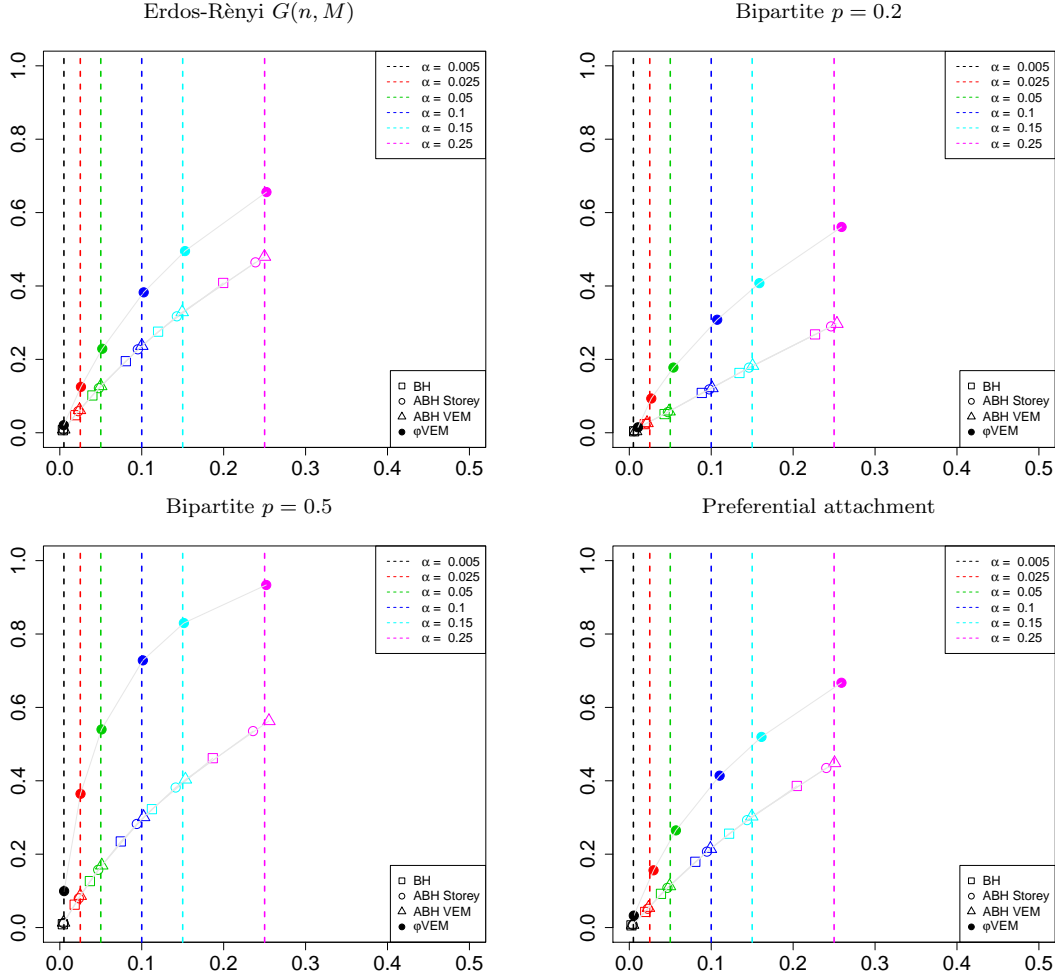 Erdos-Rènyi G(n, M)
1.0
0.8
0.6
0.4
0.2
0.0
0.0 0.1 0.2 0.3 0.4 0.5
α = 0.005
α = 0.025
α = 0.05
α = 0.1
α = 0.15
α = 0.25
BH
ABH Storey
ABH VEM
φVEM
Bipartite p = 0.2
1.0
0.8
0.6
0.4
0.2
0.0
0.0 0.1 0.2 0.3 0.4 0.5
α = 0.005
α = 0.025
α = 0.05
α = 0.1
α = 0.15
α = 0.25
BH
ABH Storey
ABH VEM
φVEM
Bipartite p = 0.5
1.0
0.8
0.6
0.4
0.2
0.0
0.0 0.1 0.2 0.3 0.4 0.5
α = 0.005
α = 0.025
α = 0.05
α = 0.1
α = 0.15
α = 0.25
BH
ABH Storey
ABH VEM
φVEM
Preferential attachment
1.0
0.8
0.6
0.4
0.2
0.0
0.0 0.1 0.2 0.3 0.4 0.5
α = 0.005
α = 0.025
α = 0.05
α = 0.1
α = 0.15
α = 0.25
BH
ABH Storey
ABH VEM
φVEM